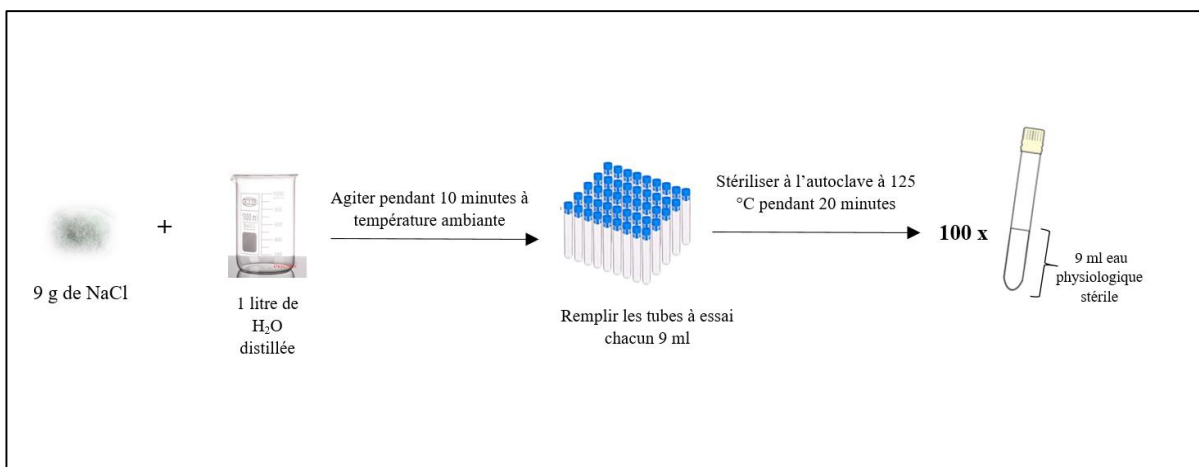 9 g de NaCl
+
1 litre de
H₂O
distillée
Agiter pendant 10 minutes à
température ambiante
Remplir les tubes à essai
chacun 9 ml
Stériliser à l'autoclave à 125
°C pendant 20 minutes
100 x
9 ml eau
physiologique
stérile